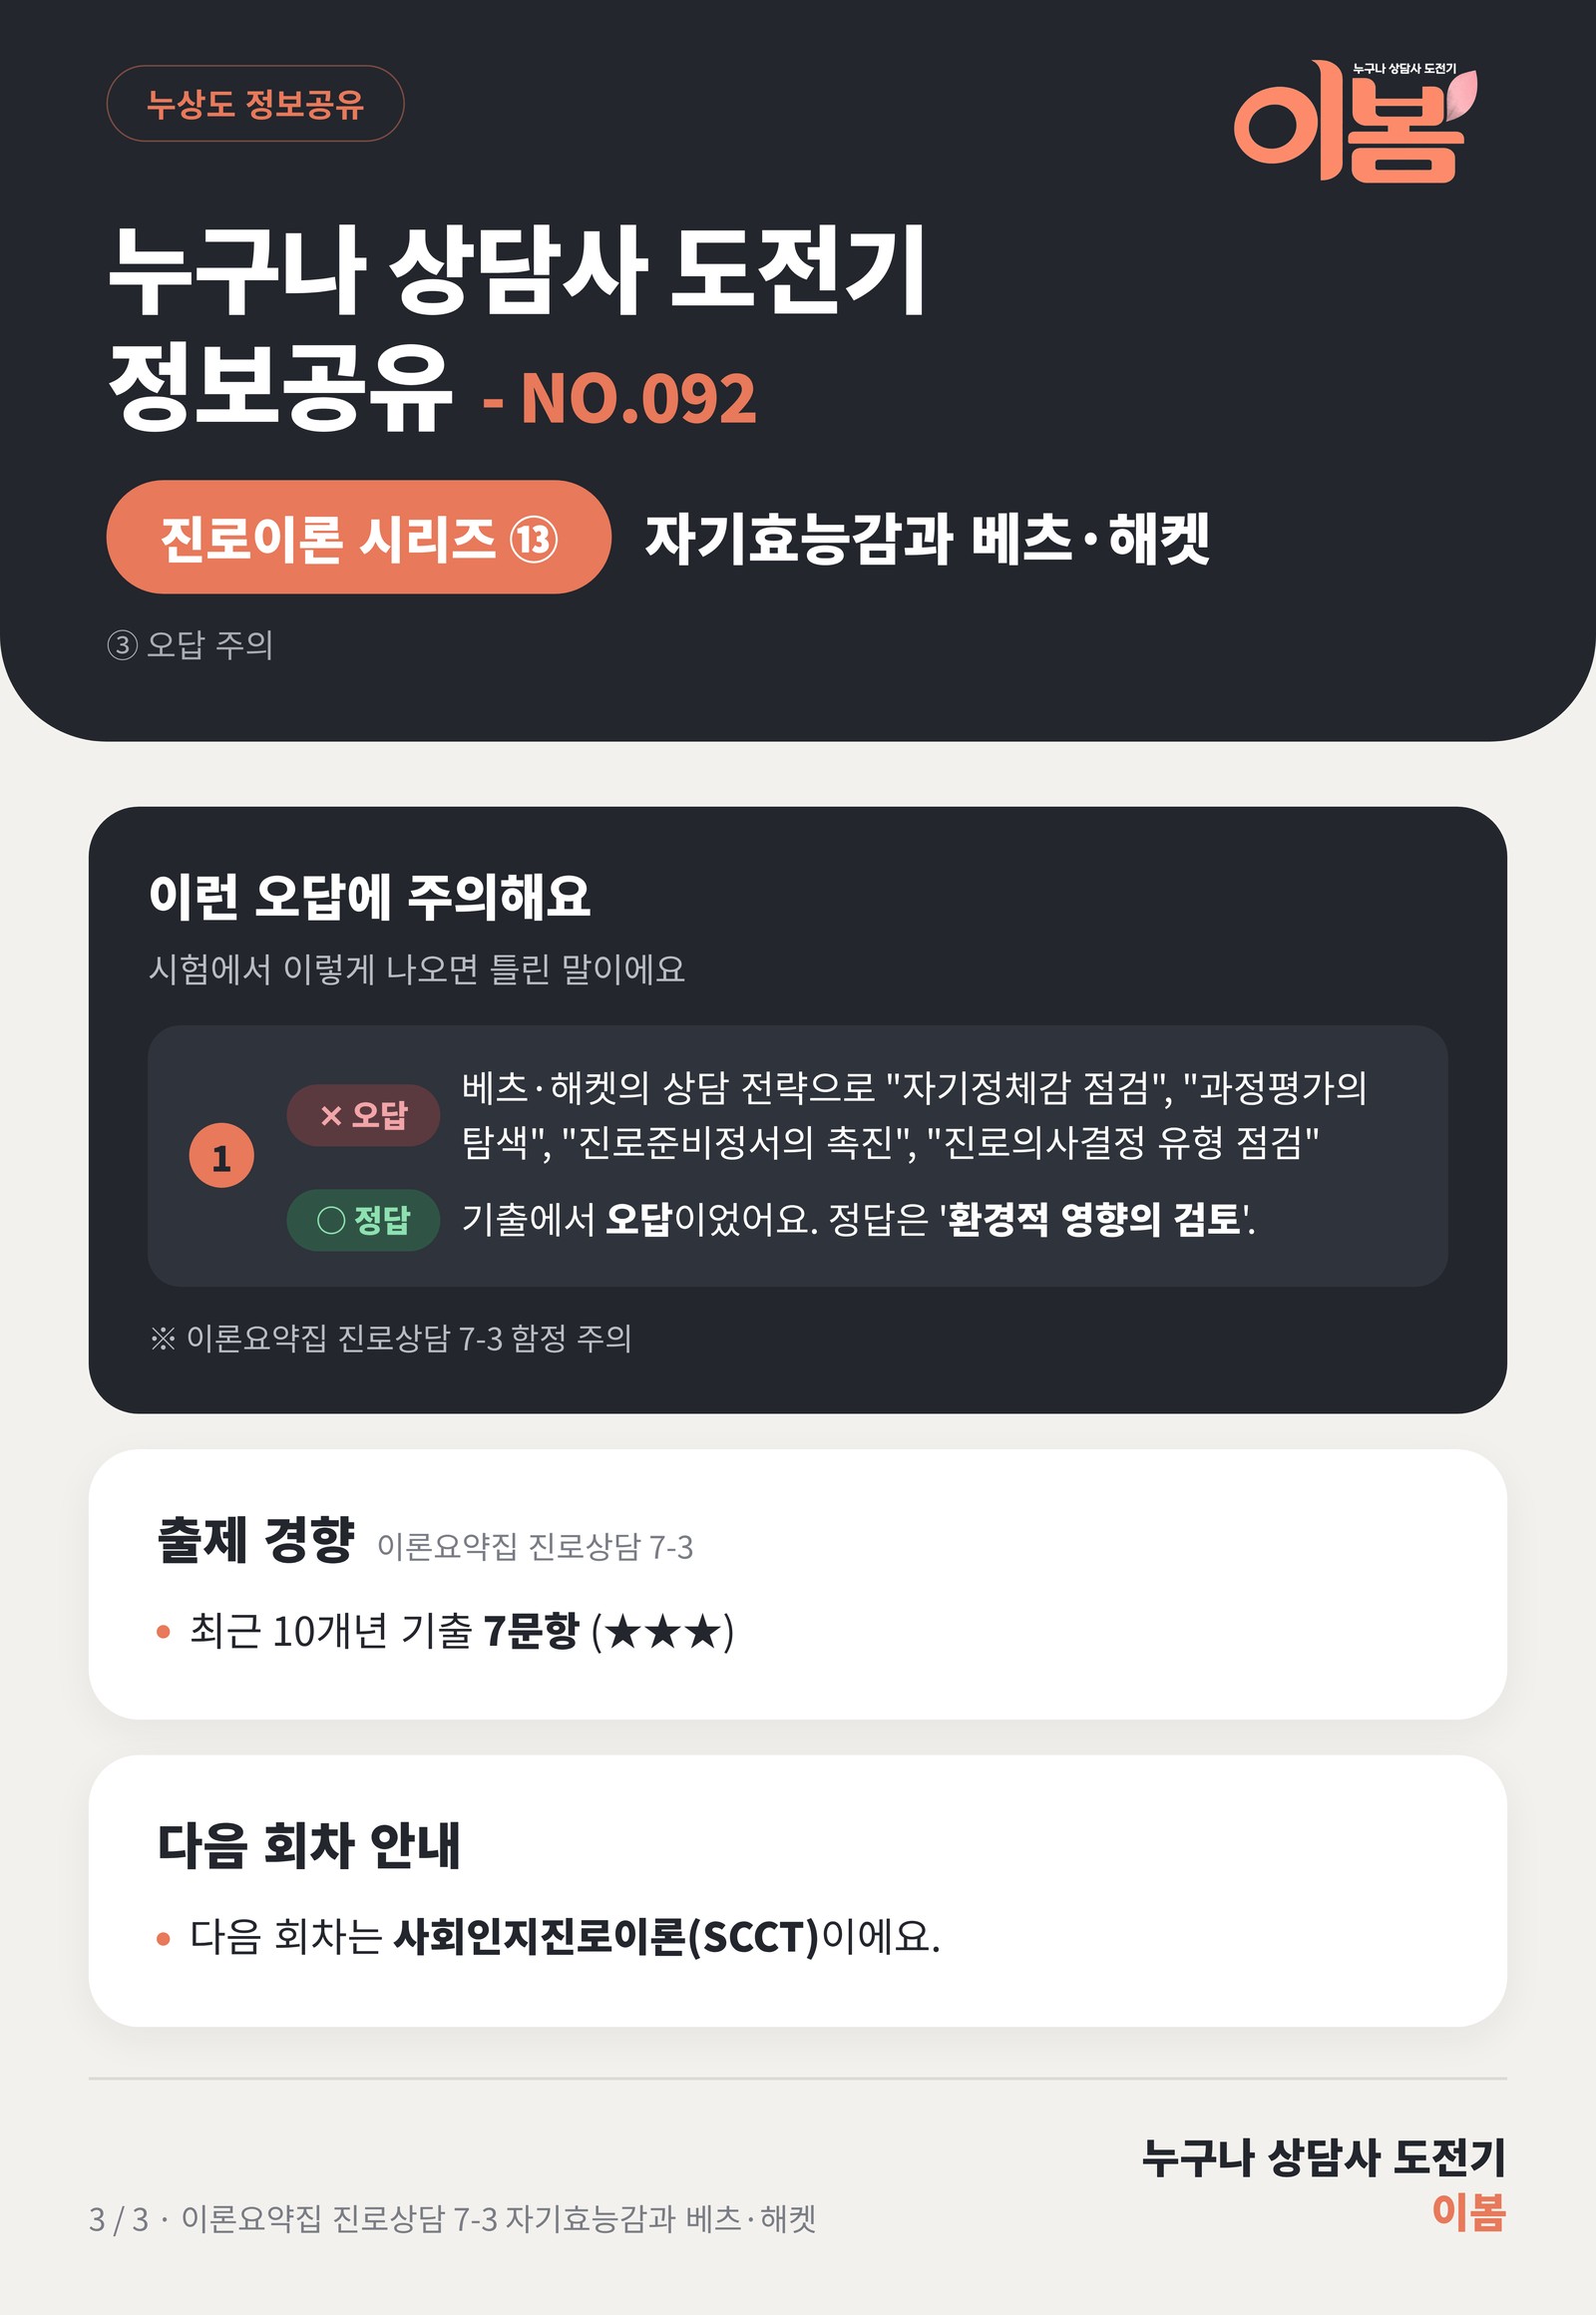 누상도 정보공유
누구나 상담사 도전기
이봄
누구나 상담사 도전기
정보공유 - NO.092
진로이론 시리즈 ⑬ 자기효능감과 베츠·해켓
③ 오답 주의
이런 오답에 주의해요
시험에서 이렇게 나오면 틀린 말이에요
1
✕ 오답
베츠·해켓의 상담 전략으로 "자기정체감 점검", "과정평가의
탐색", "진로준비정서의 촉진", "진로의사결정 유형 점검"
○ 정답
기출에서 오답이었어요. 정답은 '환경적 영향의 검토'.
※ 이론요약집 진로상담 7-3 함정 주의
출제 경향 이론요약집 진로상담 7-3
• 최근 10개년 기출 7문항 (★★★)
다음 회차 안내
• 다음 회차는 사회인지진로이론(SCCT)이에요.
누구나 상담사 도전기
3 / 3 · 이론요약집 진로상담 7-3 자기효능감과 베츠·해켓
이봄